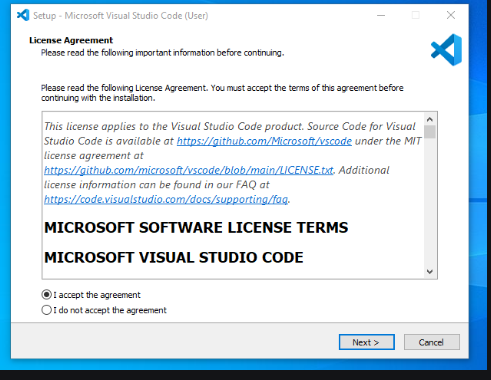 Setup - Microsoft Visual Studio Code (User)
License Agreement
Please read the following important information before continuing.
Please read the following License Agreement. You must accept the terms of this agreement before
continuing with the installation.
This license applies to the Visual Studio Code product. Source Code for Visual
Studio Code is available at https://github.com/Microsoft/vscode under the MIT
license agreement at
https://github.com/microsoft/vscode/blob/main/LICENSE.txt. Additional
license information can be found in our FAQ at
https://code.visualstudio.com/docs/supporting/faq.
MICROSOFT SOFTWARE LICENSE TERMS
MICROSOFT VISUAL STUDIO CODE
I accept the agreement
I do not accept the agreement
Next >
Cancel